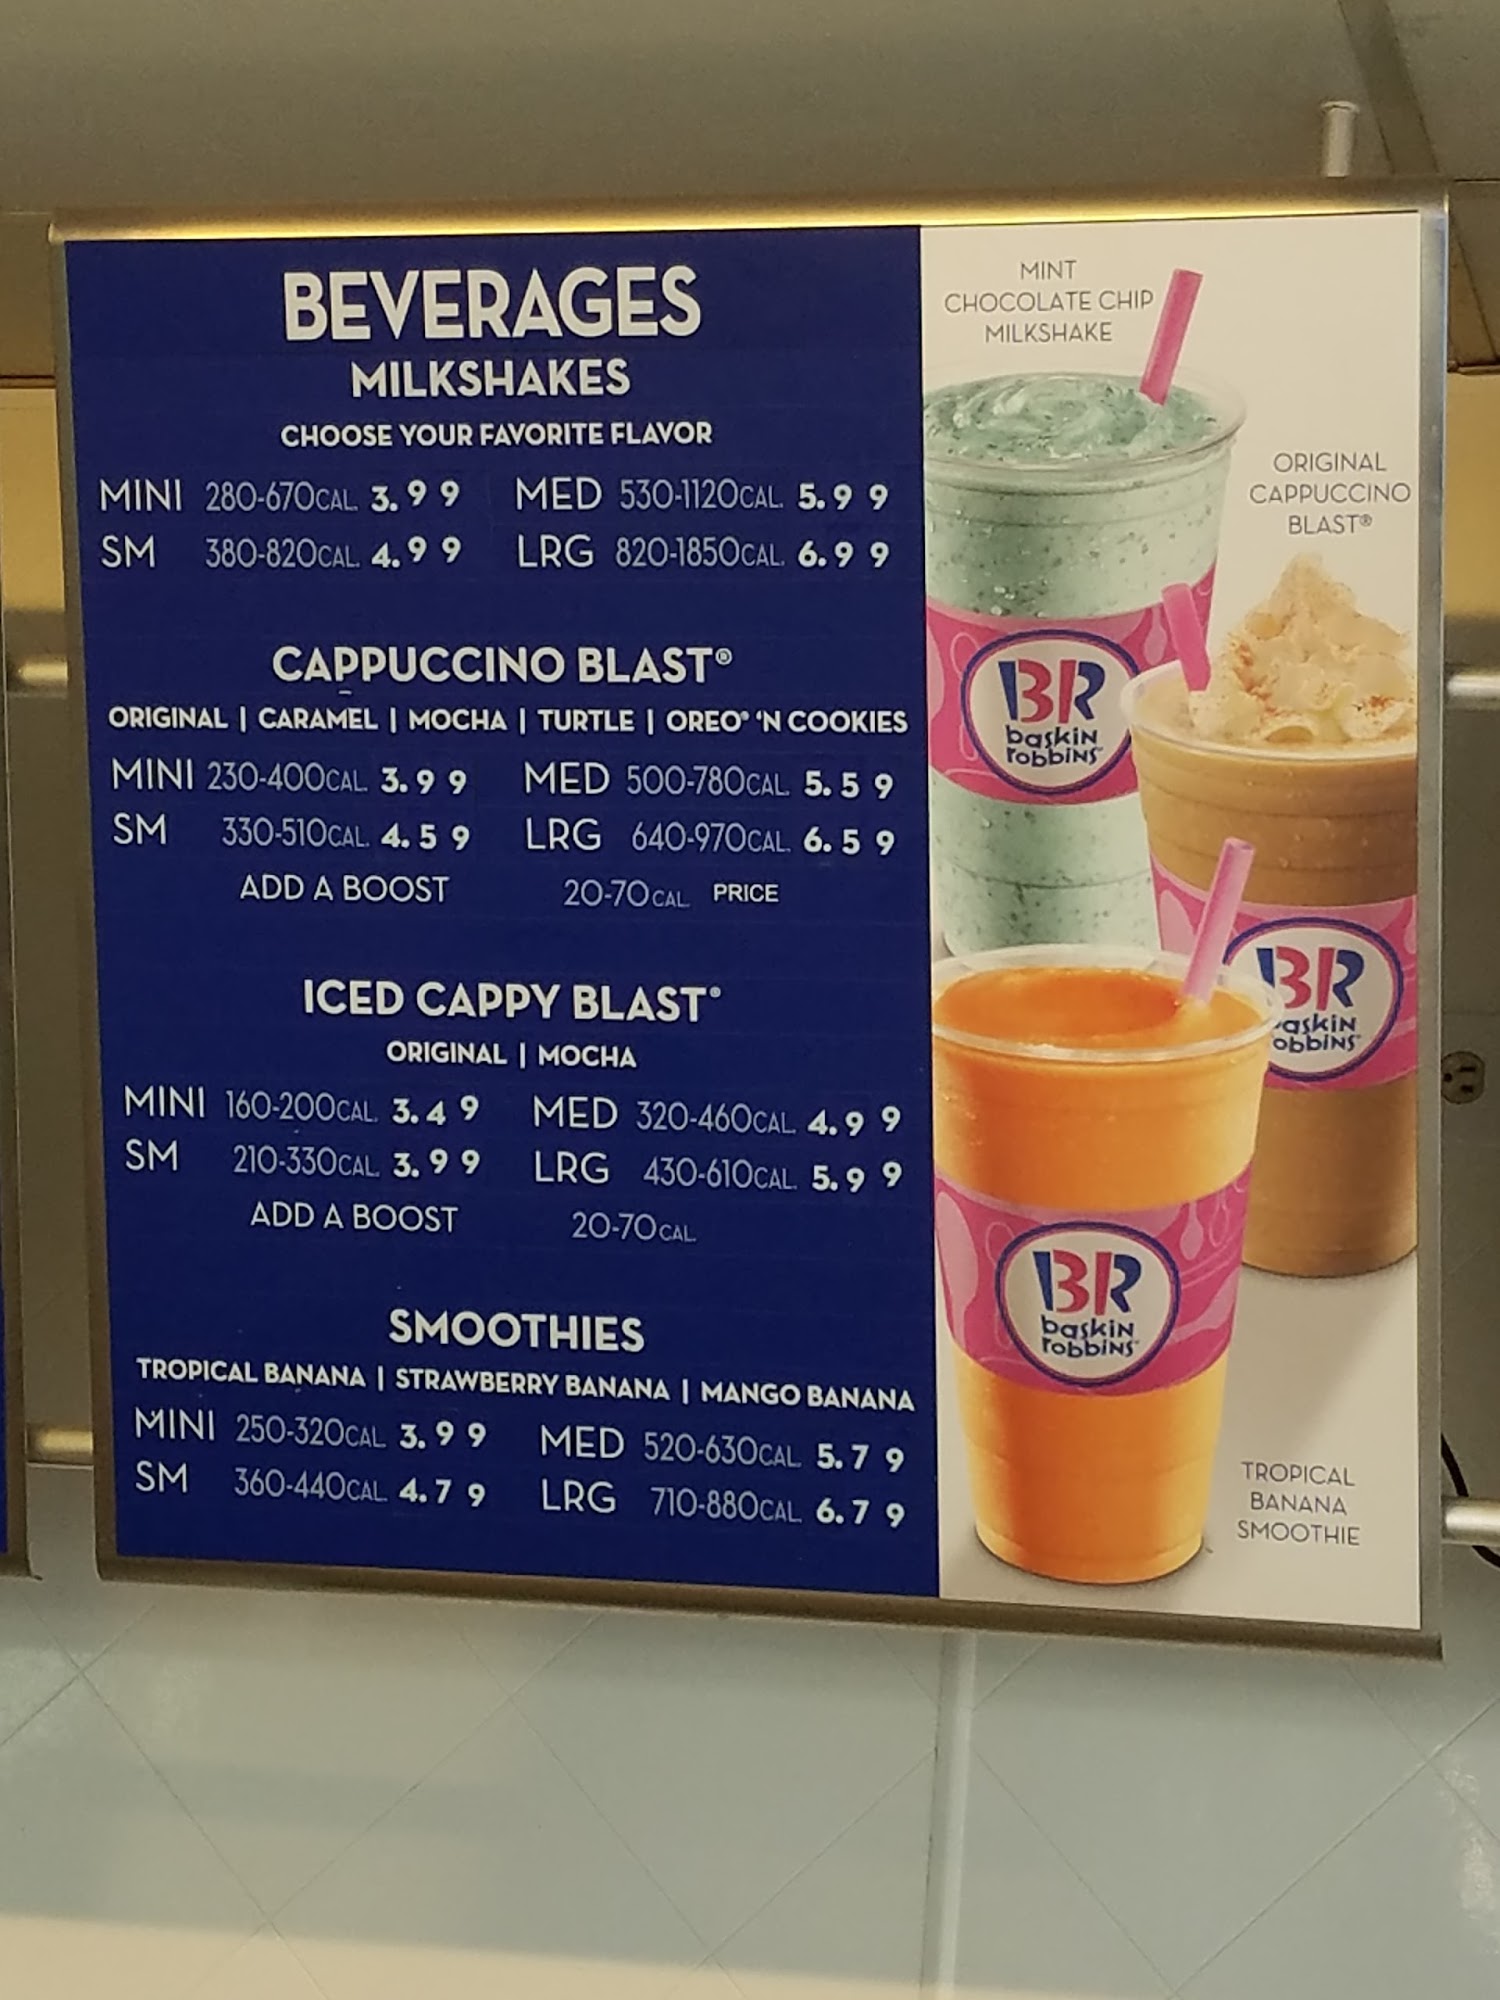 BEVERAGES
MILKSHAKES
CHOOSE YOUR FAVORITE FLAVOR
MINI 280-670CAL. 3.99 MED 530-1120CAL. 5.99
SM 380-820CAL. 4.99 LRG 820-1850CAL. 6.99
CAPPUCCINO BLAST®
ORIGINAL | CARAMEL | MOCHA | TURTLE | OREO® 'N COOKIES
MINI 230-400CAL. 3.99 MED 500-780CAL. 5.59
SM 330-510CAL. 4.59 LRG 640-970CAL. 6.59
ADD A BOOST 20-70CAL. PRICE
ICED CAPPY BLAST®
ORIGINAL | MOCHA
MINI 160-200CAL. 3.49 MED 320-460CAL. 4.99
SM 210-330CAL. 3.99 LRG 430-610CAL. 5.99
ADD A BOOST 20-70CAL.
SMOOTHIES
TROPICAL BANANA | STRAWBERRY BANANA | MANGO BANANA
MINI 250-320CAL. 3.99 MED 520-630CAL. 5.79
SM 360-440CAL. 4.79 LRG 710-880CAL. 6.79
MINT
CHOCOLATE CHIP
MILKSHAKE
ORIGINAL
CAPPUCCINO
BLAST®
BR
baskin
robbins™
BR
askin
obbins™
BR
baskin
robbins™
TROPICAL
BANANA
SMOOTHIE